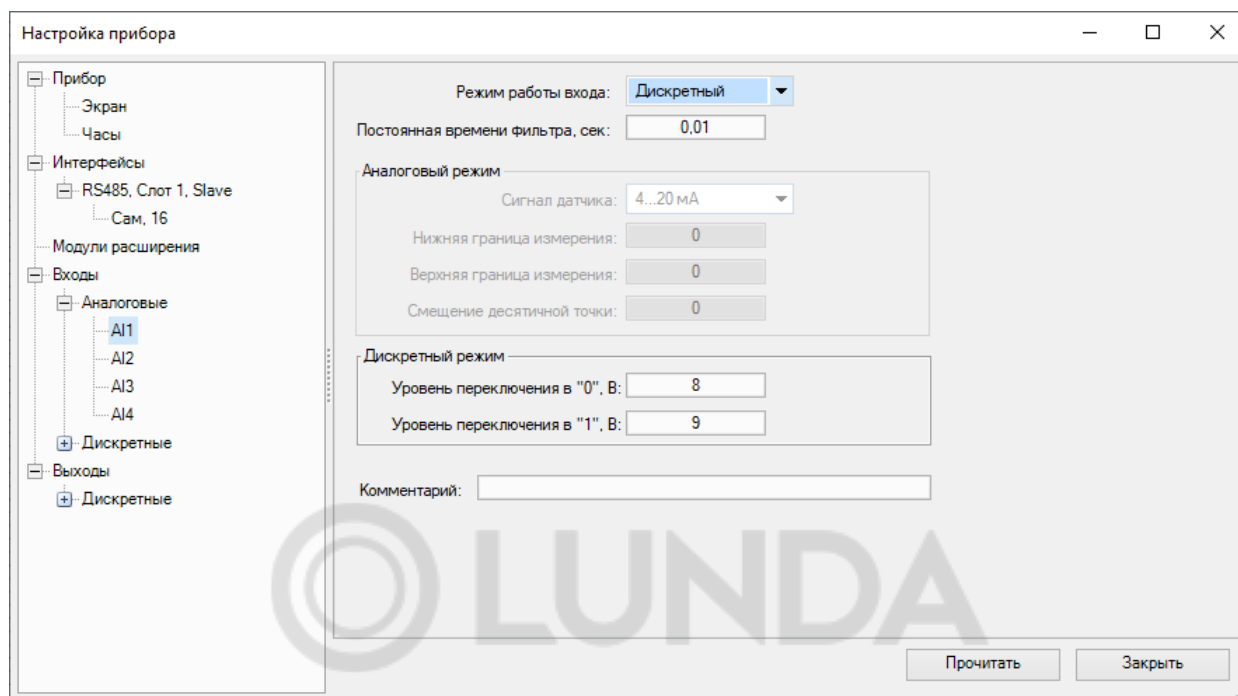 Настройка прибора
Прибор
Экран
Часы
Интерфейсы
RS485, Слот 1, Slave
Сам, 16
Модули расширения
Входы
Аналоговые
AI1
AI2
AI3
AI4
Дискретные
Выходы
Дискретные
Режим работы входа: Дискретный
Постоянная времени фильтра, сек: 0,01
Аналоговый режим
Сигнал датчика: 4...20 мА
Нижняя граница измерения: 0
Верхняя граница измерения: 0
Смещение десятичной точки: 0
Дискретный режим
Уровень переключения в "0", В: 8
Уровень переключения в "1", В: 9
Комментарий:
LUNDA
Прочитать Закрыть